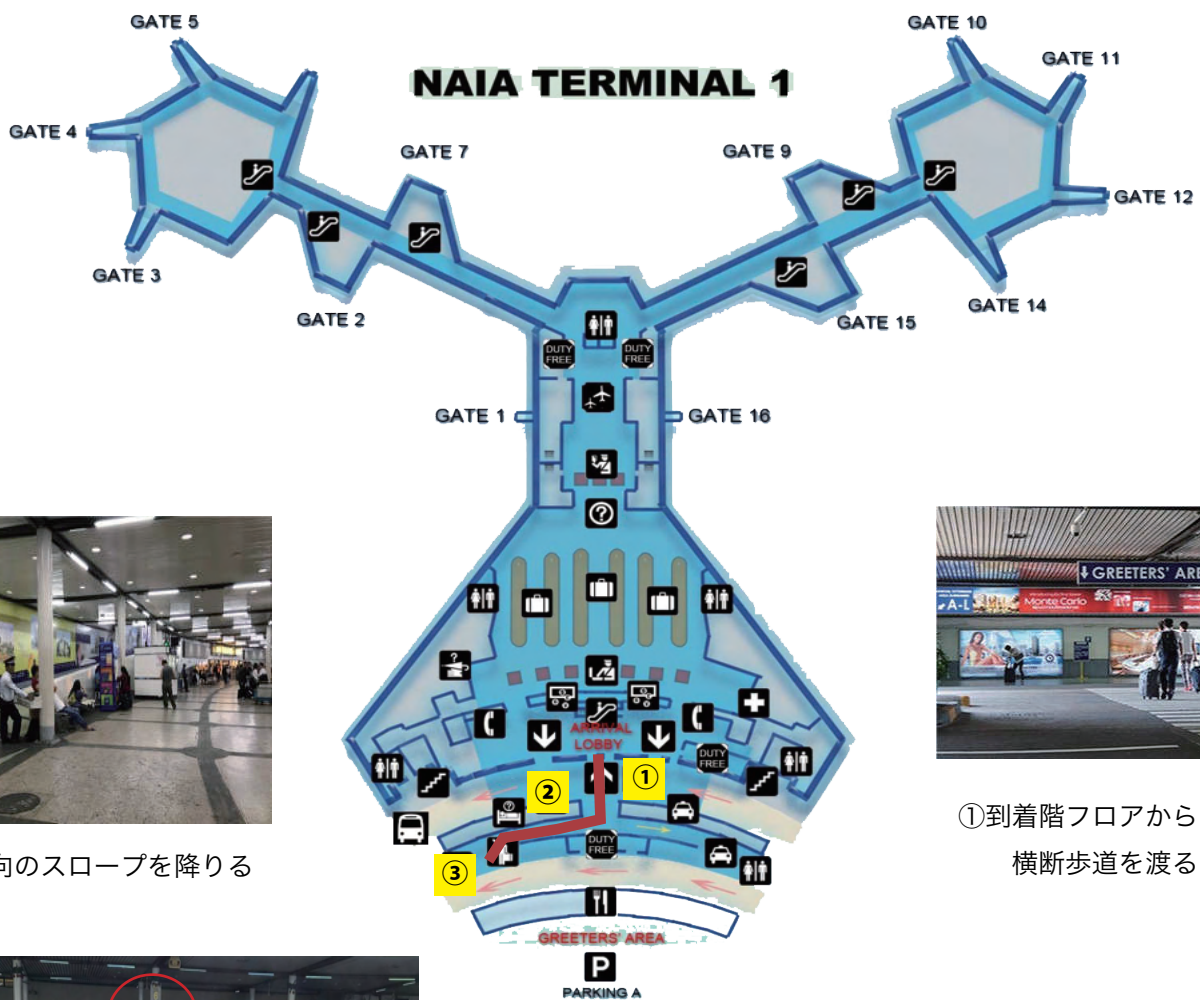 GATE 5
GATE 10
NAIA TERMINAL 1
GATE 11
GATE 4
GATE 7
GATE 9
GATE 12
GATE 3
GATE 2
GATE 15
GATE 14
DUTY
FREE
DUTY
FREE
GATE 1
GATE 16
↓GREETERS' ARE
A-L
Monte Carlo
ARRIVAL
LOBBY
DUTY
FREE
①
②
③
DUTY
FREE
①到着階フロアから
横断歩道を渡る
向のスロープを降りる
GREETERS' AREA
P
PARKING A